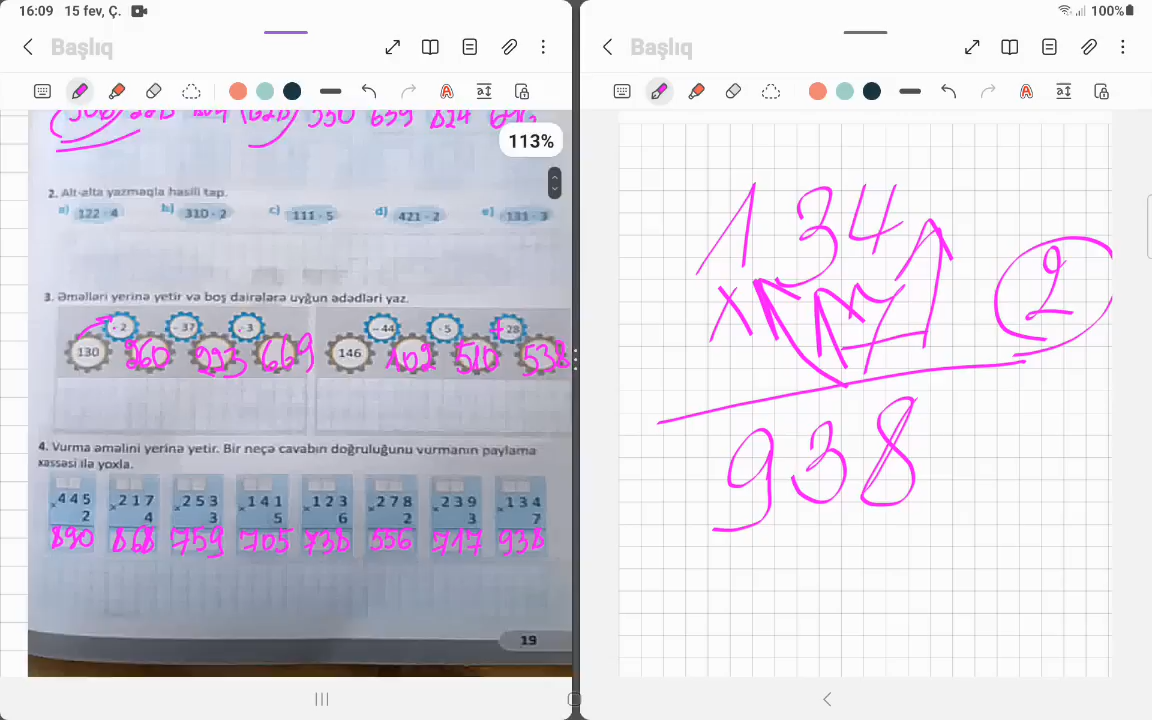 16:09 15 fev, Ç. 100%
Başlıq
Başlıq
113%
2. Alt-alta yazmaqla hasili tap.
a) 122 · 4 b) 310 · 2 c) 111 · 5 d) 421 · 2 e) 131 · 3
3. Əməlləri yerinə yetir və boş dairələrə uyğun ədədləri yaz.
· 2 - 37 · 3 - 44 · 5 + 28
130 260 223 669 146 102 510 538
4. Vurma əməlini yerinə yetir. Bir neçə cavabın doğruluğunu vurmanın paylama
xassəsi ilə yoxla.
445 217 253 141 123 278 239 134
× 2 × 4 × 3 × 5 × 6 × 2 × 3 × 7
890 868 759 705 738 556 717 938
19
134
× 7
2
938